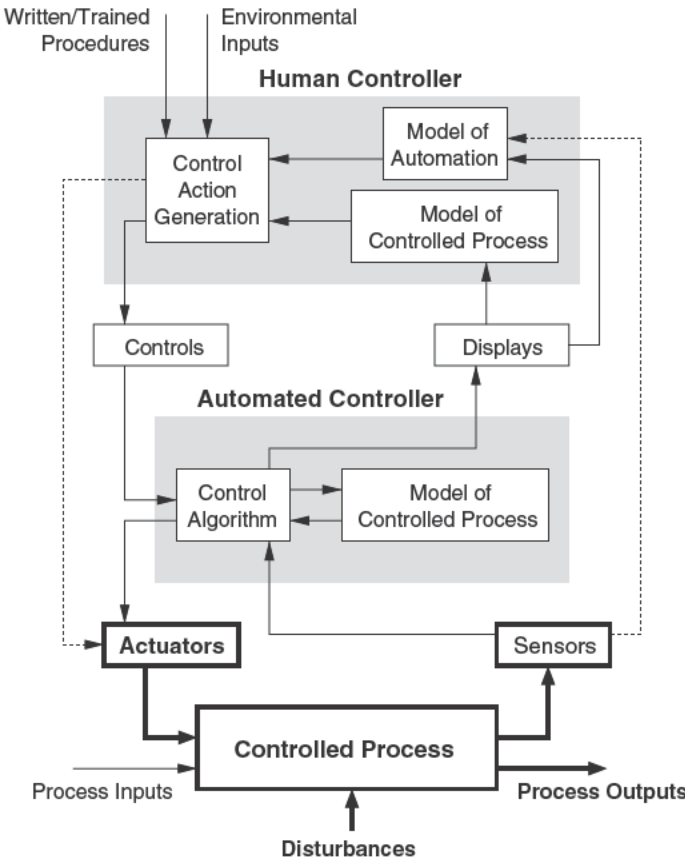 Written/Trained
Procedures
Environmental
Inputs
Human Controller
Control
Action
Generation
Model of
Automation
Model of
Controlled Process
Controls
Displays
Automated Controller
Control
Algorithm
Model of
Controlled Process
Actuators
Sensors
Controlled Process
Process Inputs
Process Outputs
Disturbances